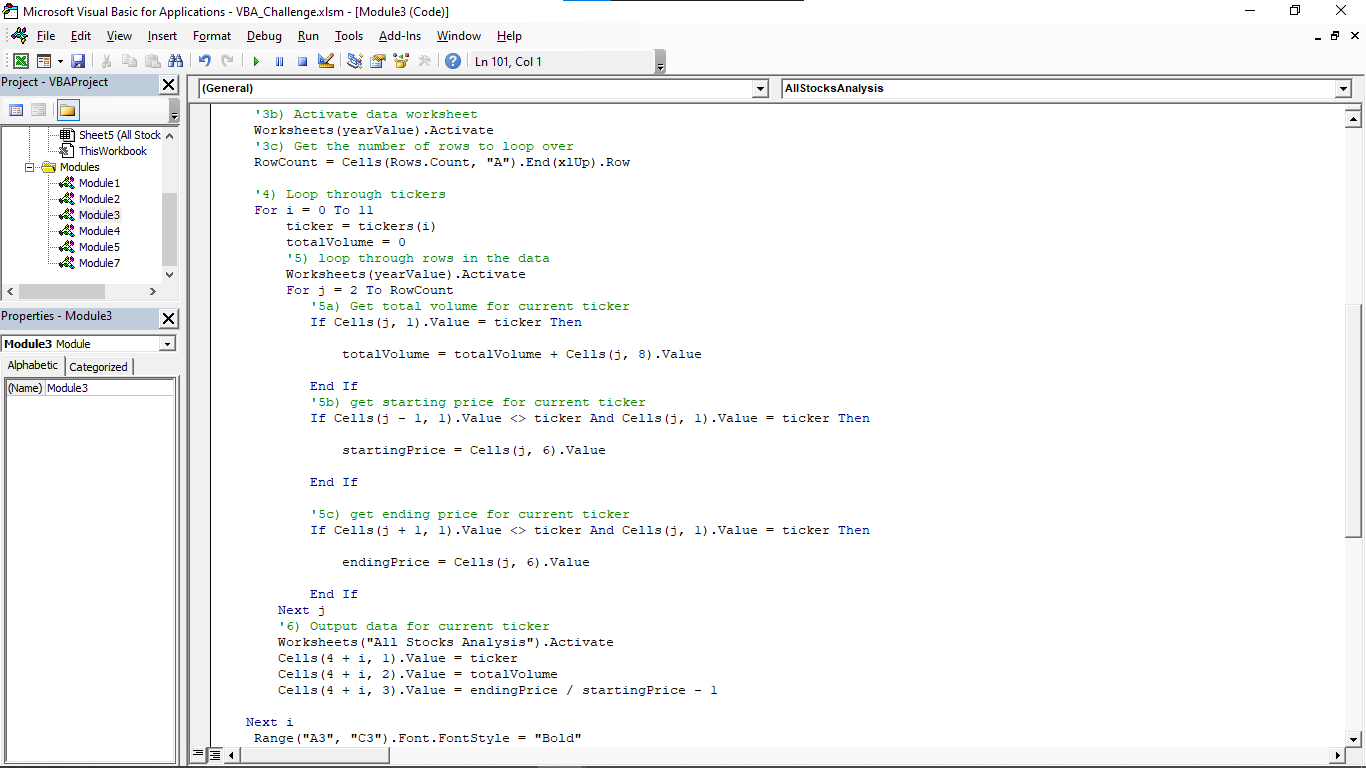 Microsoft Visual Basic for Applications - VBA_Challenge.xlsm - [Module3 (Code)]
File Edit View Insert Format Debug Run Tools Add-Ins Window Help
Ln 101, Col 1
Project - VBAProject
Sheet5 (All Stock
ThisWorkbook
Modules
Module1
Module2
Module3
Module4
Module5
Module7
Properties - Module3
Module3 Module
Alphabetic Categorized
(Name) Module3
(General) AllStocksAnalysis
'3b) Activate data worksheet
Worksheets(yearValue).Activate
'3c) Get the number of rows to loop over
RowCount = Cells(Rows.Count, "A").End(xlUp).Row
'4) Loop through tickers
For i = 0 To 11
ticker = tickers(i)
totalVolume = 0
'5) loop through rows in the data
Worksheets(yearValue).Activate
For j = 2 To RowCount
'5a) Get total volume for current ticker
If Cells(j, 1).Value = ticker Then
totalVolume = totalVolume + Cells(j, 8).Value
End If
'5b) get starting price for current ticker
If Cells(j - 1, 1).Value <> ticker And Cells(j, 1).Value = ticker Then
startingPrice = Cells(j, 6).Value
End If
'5c) get ending price for current ticker
If Cells(j + 1, 1).Value <> ticker And Cells(j, 1).Value = ticker Then
endingPrice = Cells(j, 6).Value
End If
Next j
'6) Output data for current ticker
Worksheets("All Stocks Analysis").Activate
Cells(4 + i, 1).Value = ticker
Cells(4 + i, 2).Value = totalVolume
Cells(4 + i, 3).Value = endingPrice / startingPrice - 1
Next i
Range("A3", "C3").Font.FontStyle = "Bold"